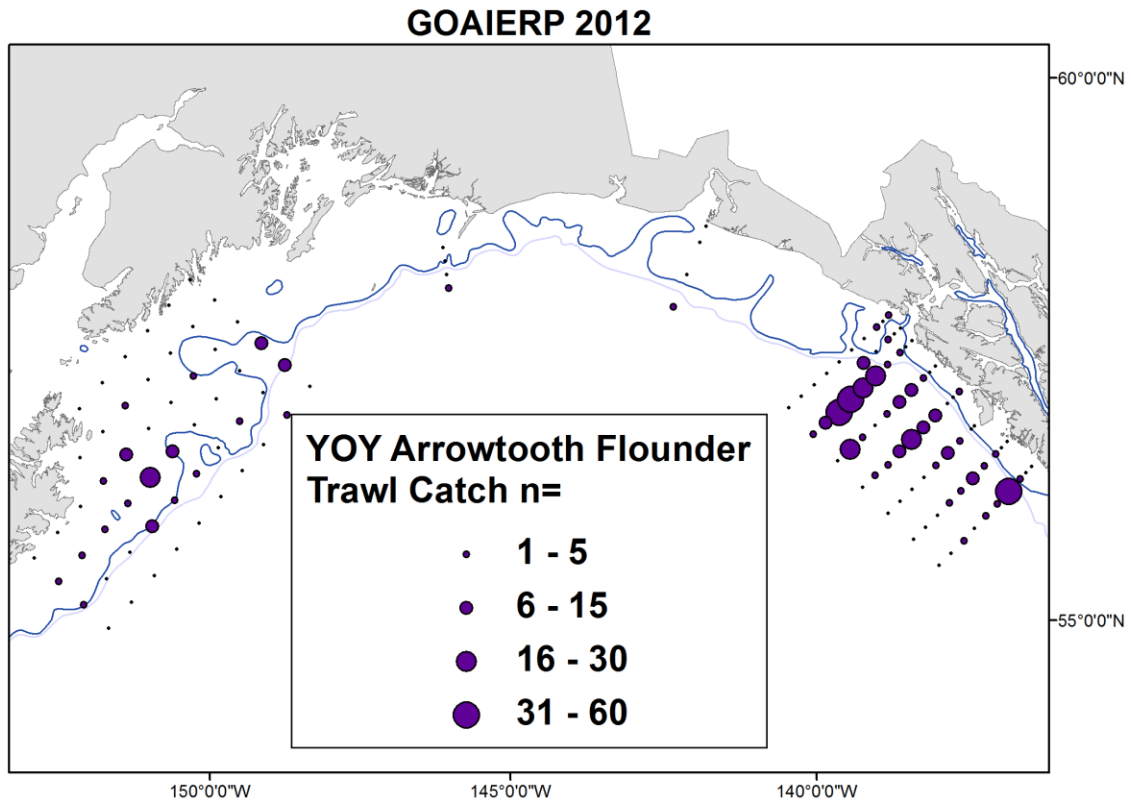 GOAIERP 2012
60°0'0"N
YOY Arrowtooth Flounder
Trawl Catch n=
1 - 5
6 - 15
16 - 30
31 - 60
55°0'0"N
150°0'0"W
145°0'0"W
140°0'0"W